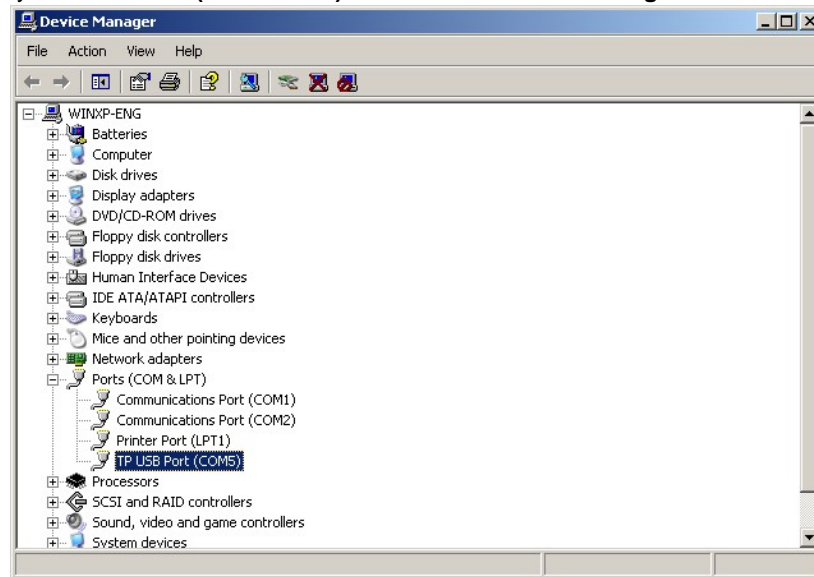 Device Manager
File Action View Help
WINXP-ENG
Batteries
Computer
Disk drives
Display adapters
DVD/CD-ROM drives
Floppy disk controllers
Floppy disk drives
Human Interface Devices
IDE ATA/ATAPI controllers
Keyboards
Mice and other pointing devices
Network adapters
Ports (COM & LPT)
Communications Port (COM1)
Communications Port (COM2)
Printer Port (LPT1)
TP USB Port (COM5)
Processors
SCSI and RAID controllers
Sound, video and game controllers
System devices